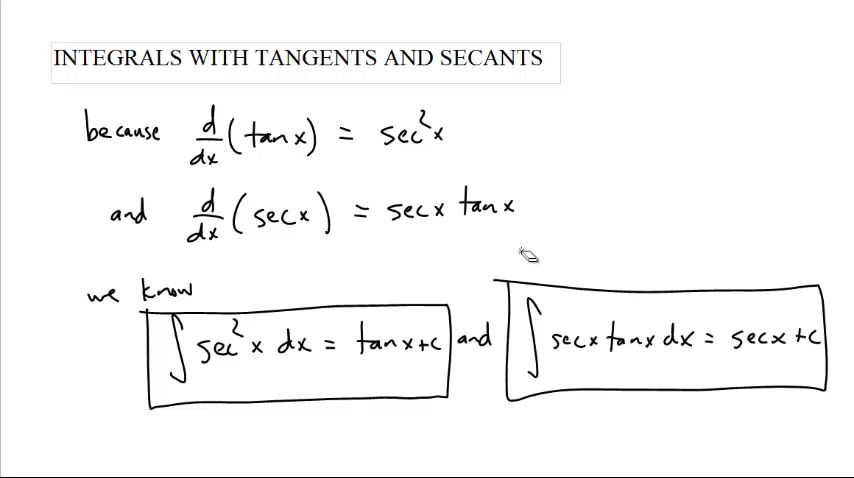 INTEGRALS WITH TANGENTS AND SECANTS
because d/dx (tan x) = sec²x
and d/dx (sec x) = sec x tan x
we know
∫ sec²x dx = tan x + c and ∫ sec x tan x dx = sec x + c